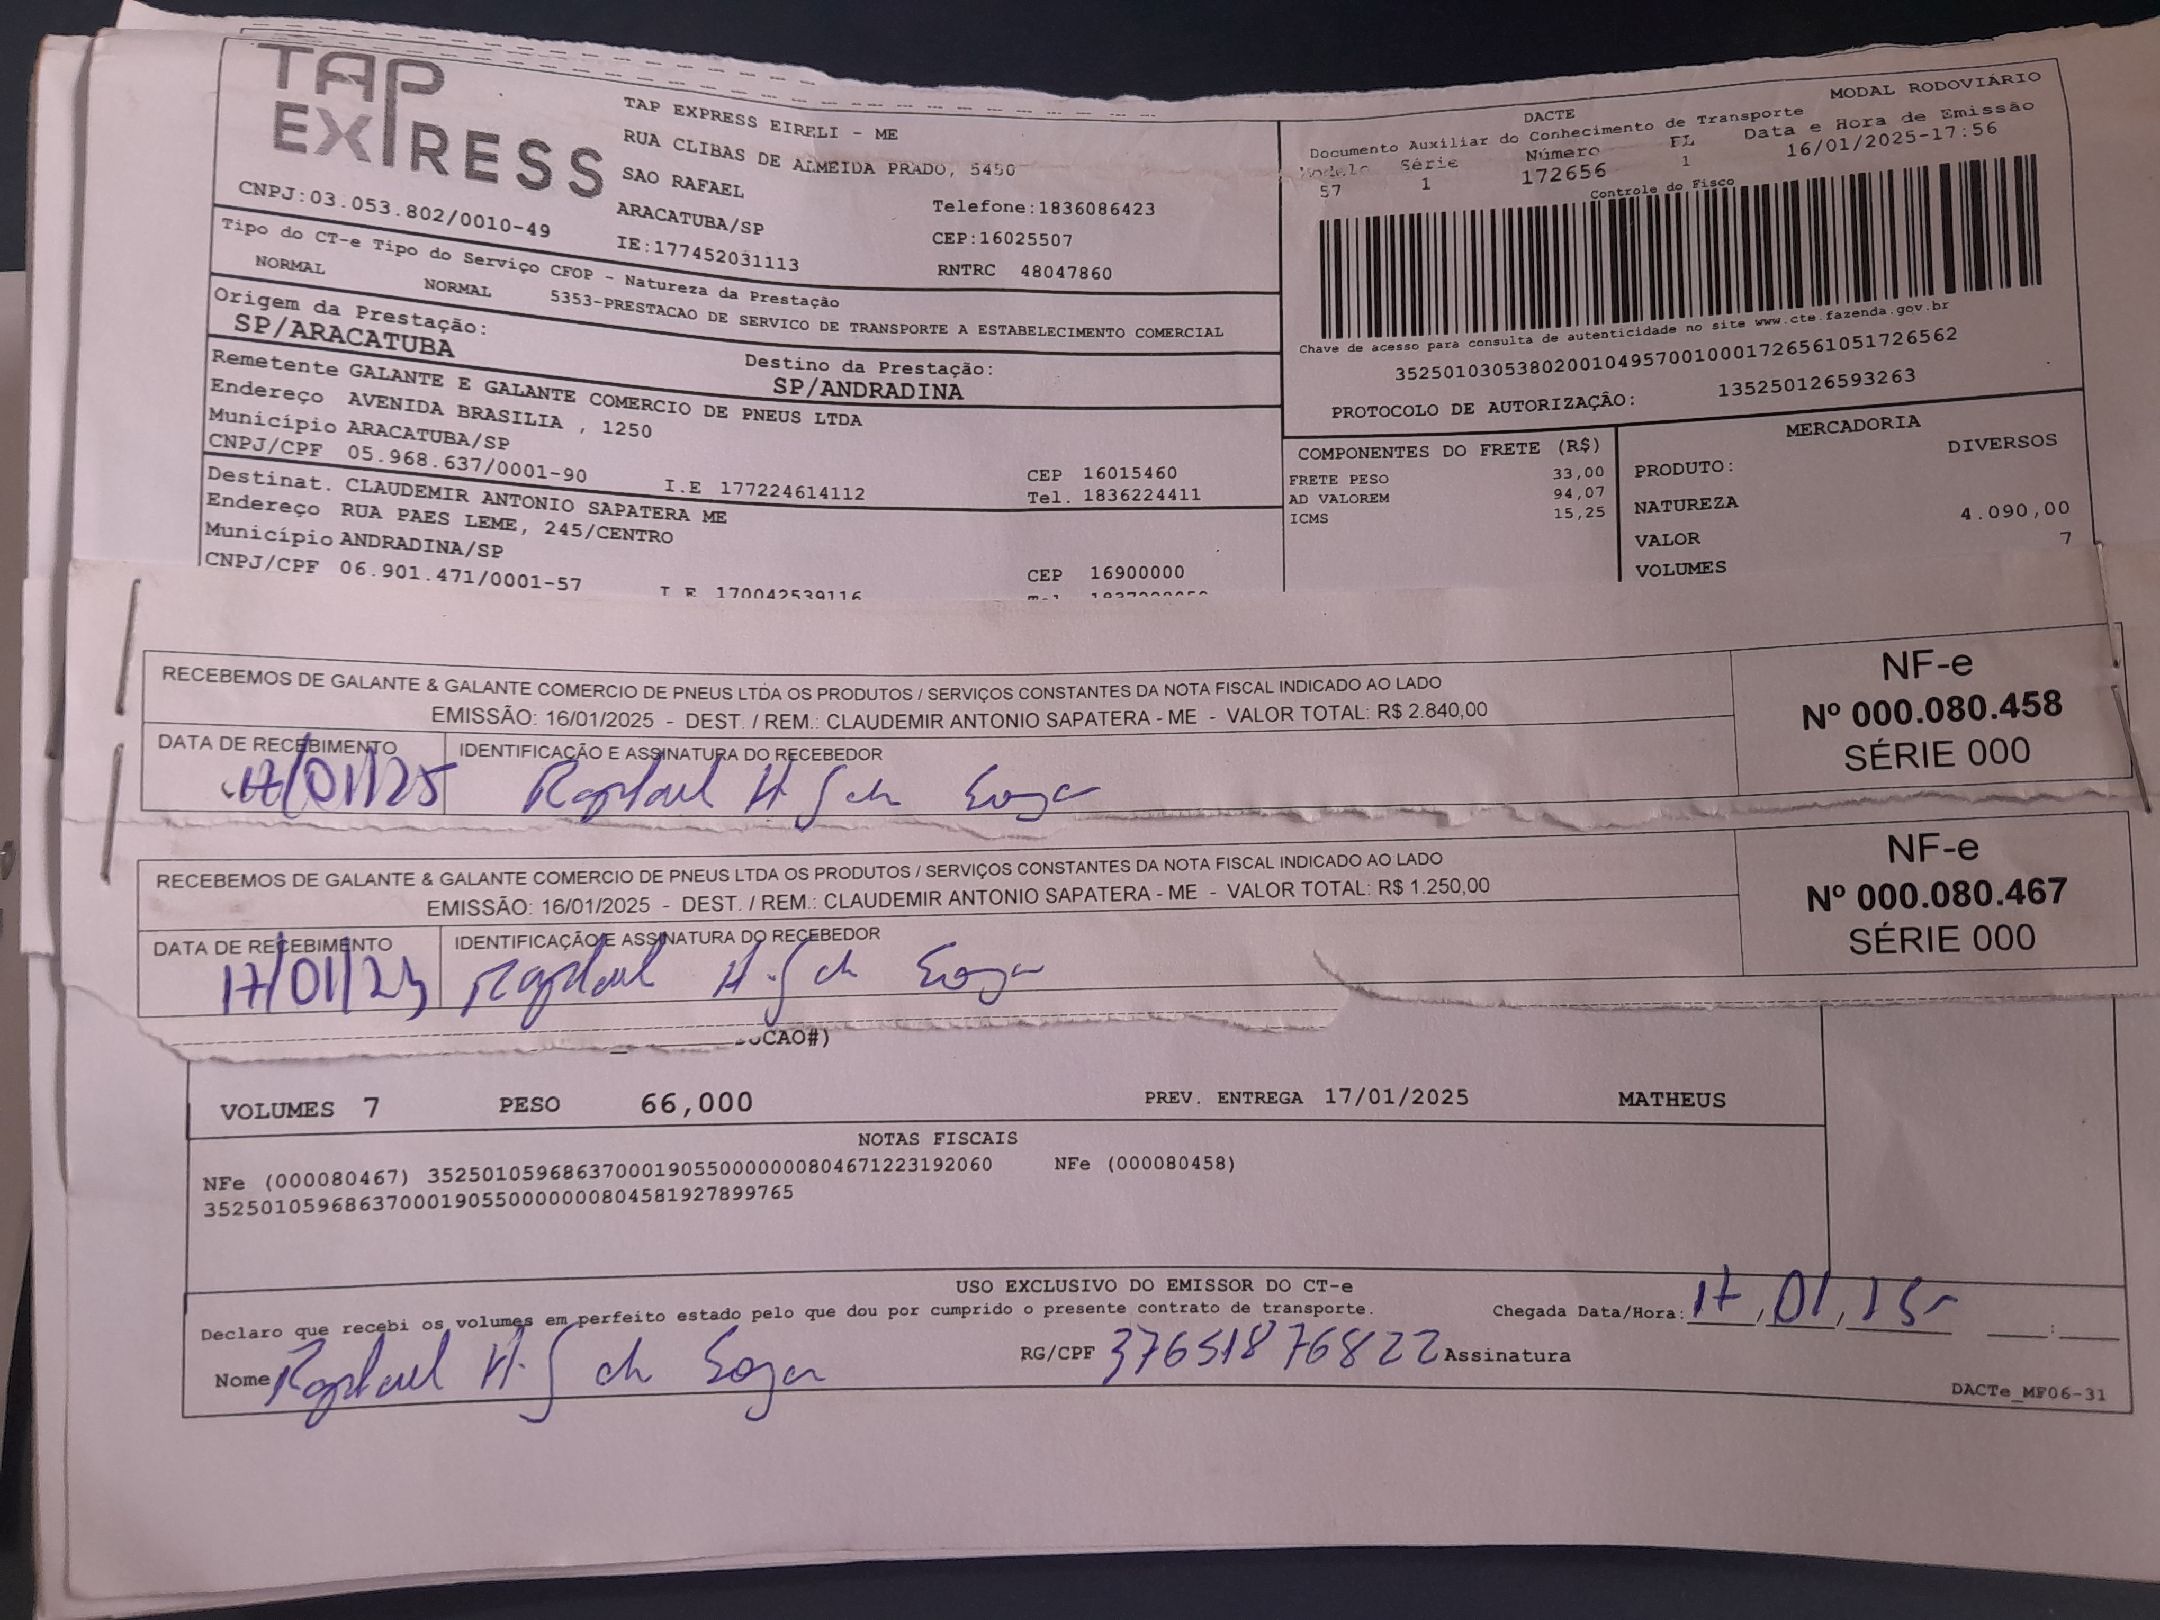 TAP EXPRESS
TAP EXPRESS EIRELI - ME
RUA CLIBAS DE ALMEIDA PRADO, 5450
SAO RAFAEL
ARACATUBA/SP
IE:177452031113
Telefone:1836086423
CEP:16025507
RNTRC 48047860
CNPJ:03.053.802/0010-49
Tipo do CT-e Tipo do Serviço CFOP - Natureza da Prestação
NORMAL NORMAL 5353-PRESTACAO DE SERVICO DE TRANSPORTE A ESTABELECIMENTO COMERCIAL
Origem da Prestação:
SP/ARACATUBA
Destino da Prestação:
SP/ANDRADINA
Remetente GALANTE E GALANTE COMERCIO DE PNEUS LTDA
Endereço AVENIDA BRASILIA , 1250
Município ARACATUBA/SP CEP 16015460
CNPJ/CPF 05.968.637/0001-90 I.E 177224614112 Tel. 1836224411
Destinat. CLAUDEMIR ANTONIO SAPATERA ME
Endereço RUA PAES LEME, 245/CENTRO
Município ANDRADINA/SP CEP 16900000
CNPJ/CPF 06.901.471/0001-57 I E 170042539116
MODAL RODOVIÁRIO
DACTE
Documento Auxiliar do Conhecimento de Transporte
Modelo Série Número FL Data e Hora de Emissão
57 1 172656 1 16/01/2025-17:56
Controle do Fisco
Chave de acesso para consulta de autenticidade no site www.cte.fazenda.gov.br
35250103053802001049570010001726561051726562
PROTOCOLO DE AUTORIZAÇÃO: 135250126593263
COMPONENTES DO FRETE (R$)
FRETE PESO 33,00
AD VALOREM 94,07
ICMS 15,25
MERCADORIA
PRODUTO: DIVERSOS
NATUREZA
VALOR 4.090,00
VOLUMES 7
RECEBEMOS DE GALANTE & GALANTE COMERCIO DE PNEUS LTDA OS PRODUTOS / SERVIÇOS CONSTANTES DA NOTA FISCAL INDICADO AO LADO
EMISSÃO: 16/01/2025 - DEST. / REM.: CLAUDEMIR ANTONIO SAPATERA - ME - VALOR TOTAL: R$ 2.840,00
DATA DE RECEBIMENTO IDENTIFICAÇÃO E ASSINATURA DO RECEBEDOR
17/01/25 Raphael H
NF-e
Nº 000.080.458
SÉRIE 000
RECEBEMOS DE GALANTE & GALANTE COMERCIO DE PNEUS LTDA OS PRODUTOS / SERVIÇOS CONSTANTES DA NOTA FISCAL INDICADO AO LADO
EMISSÃO: 16/01/2025 - DEST. / REM.: CLAUDEMIR ANTONIO SAPATERA - ME - VALOR TOTAL: R$ 1.250,00
DATA DE RECEBIMENTO IDENTIFICAÇÃO E ASSINATURA DO RECEBEDOR
17/01/25 Raphael H.
NF-e
Nº 000.080.467
SÉRIE 000
CAO#)
VOLUMES 7 PESO 66,000 PREV. ENTREGA 17/01/2025 MATHEUS
NOTAS FISCAIS
NFe (000080467) 35250105968637000190550000000804671223192060 NFe (000080458)
35250105968637000190550000000804581927899765
USO EXCLUSIVO DO EMISSOR DO CT-e
Declaro que recebi os volumes em perfeito estado pelo que dou por cumprido o presente contrato de transporte. Chegada Data/Hora: 17,01,25
Nome Raphael H. RG/CPF 37651876822 Assinatura
DACTe_MF06-31